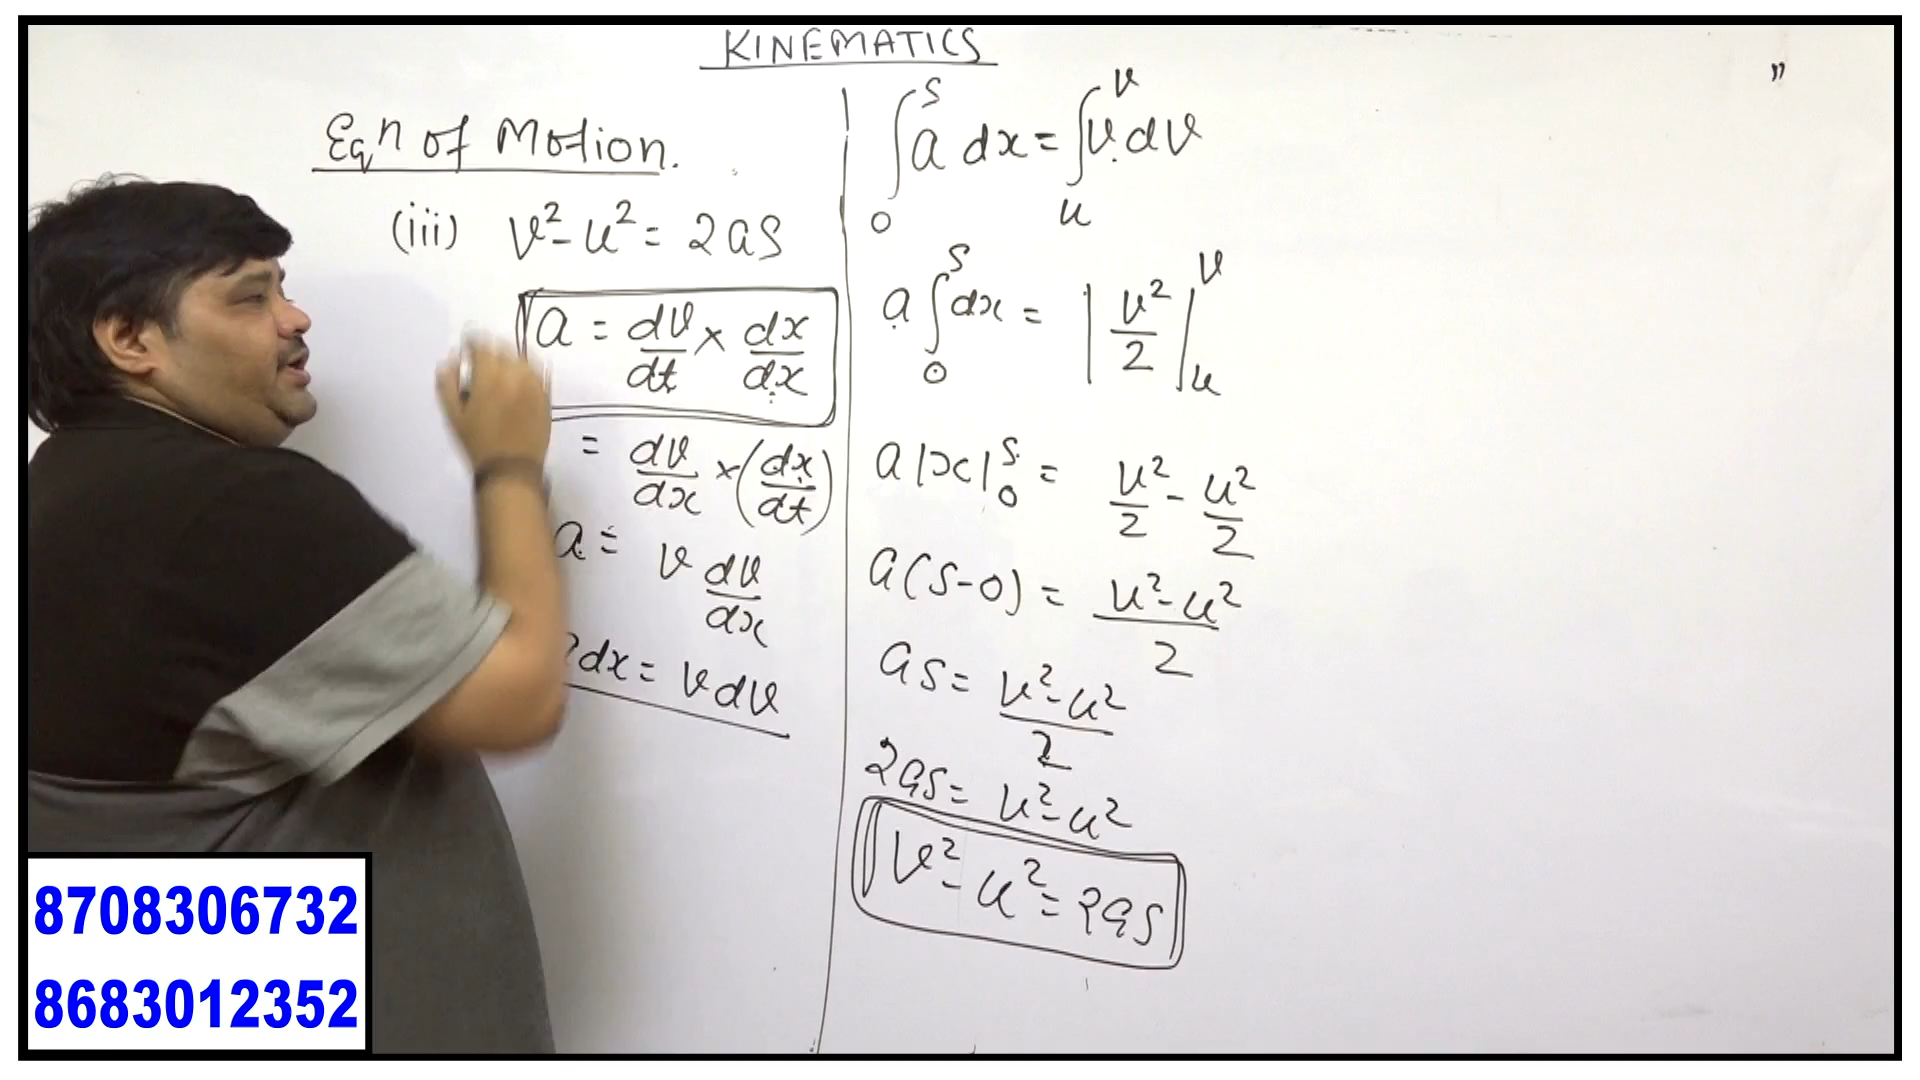 KINEMATICS
Eqn of Motion.
(iii) v² - u² = 2as
a = dv/dt × dx/dx
= dv/dx × (dx/dt)
a = v dv/dx
dx = v dv
∫₀ˢ a dx = ∫ᵤᵛ v.dv
a ∫₀ˢ dx = |v²/2|ᵤᵛ
a|x|₀ˢ = v²/2 - u²/2
a(s-0) = v²-u²/2
as = v²-u²/2
2as = v²-u²
v² - u² = 2as
8708306732
8683012352